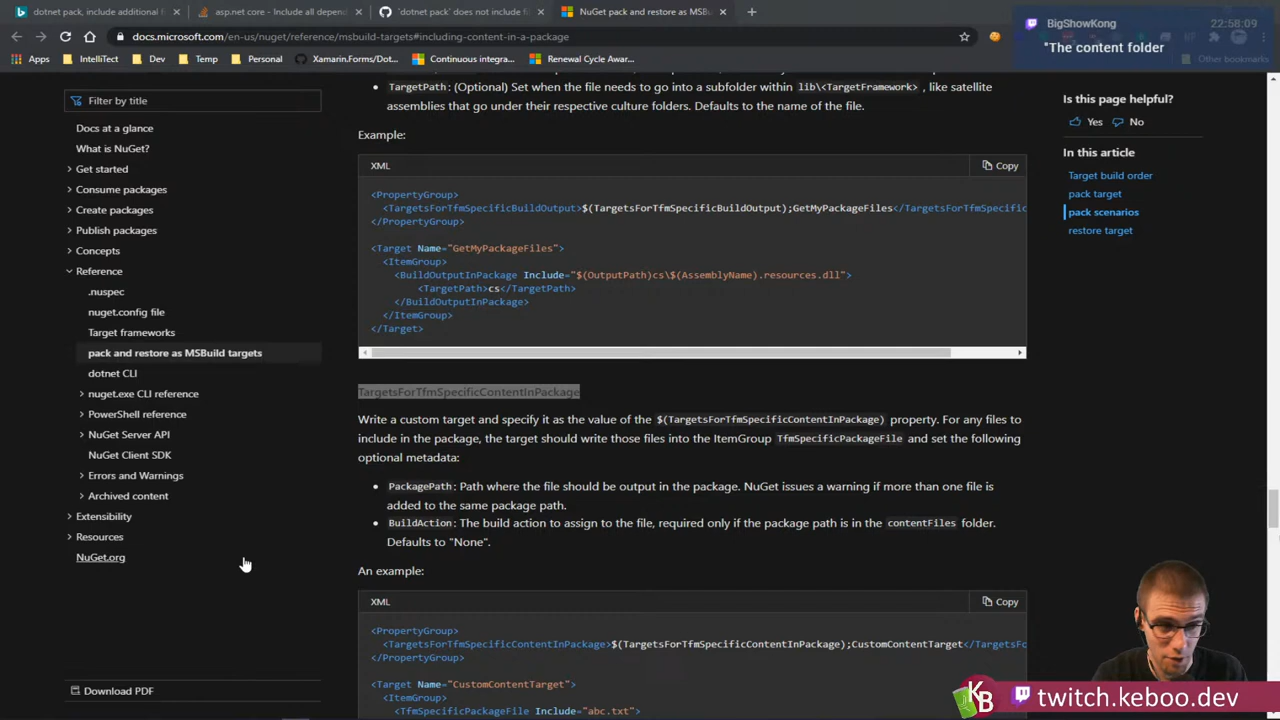 dotnet pack, include additional f
asp.net core - Include all depend
'dotnet pack' does not include fi
NuGet pack and restore as MSBu
BigShowKong
22:58:09
"The content folder
docs.microsoft.com/en-us/nuget/reference/msbuild-targets#including-content-in-a-package
Apps
IntelliTect
Dev
Temp
Personal
Xamarin.Forms/Dot...
Continuous integra...
Renewal Cycle Awa...
Other bookmarks
Filter by title
Docs at a glance
What is NuGet?
Get started
Consume packages
Create packages
Publish packages
Concepts
Reference
.nuspec
nuget.config file
Target frameworks
pack and restore as MSBuild targets
dotnet CLI
nuget.exe CLI reference
PowerShell reference
NuGet Server API
NuGet Client SDK
Errors and Warnings
Archived content
Extensibility
Resources
NuGet.org
Download PDF
TargetPath: (Optional) Set when the file needs to go into a subfolder within lib\<TargetFramework> , like satellite
assemblies that go under their respective culture folders. Defaults to the name of the file.
Example:
XML
Copy
<PropertyGroup>
<TargetsForTfmSpecificBuildOutput>$(TargetsForTfmSpecificBuildOutput);GetMyPackageFiles</TargetsForTfmSpecific
</PropertyGroup>
<Target Name="GetMyPackageFiles">
<ItemGroup>
<BuildOutputInPackage Include="$(OutputPath)cs\$(AssemblyName).resources.dll">
<TargetPath>cs</TargetPath>
</BuildOutputInPackage>
</ItemGroup>
</Target>
TargetsForTfmSpecificContentInPackage
Write a custom target and specify it as the value of the $(TargetsForTfmSpecificContentInPackage) property. For any files to
include in the package, the target should write those files into the ItemGroup TfmSpecificPackageFile and set the following
optional metadata:
PackagePath: Path where the file should be output in the package. NuGet issues a warning if more than one file is
added to the same package path.
BuildAction: The build action to assign to the file, required only if the package path is in the contentFiles folder.
Defaults to "None".
An example:
XML
Copy
<PropertyGroup>
<TargetsForTfmSpecificContentInPackage>$(TargetsForTfmSpecificContentInPackage);CustomContentTarget</TargetsFo
</PropertyGroup>
<Target Name="CustomContentTarget">
<ItemGroup>
<TfmSpecificPackageFile Include="abc.txt">
Is this page helpful?
Yes
No
In this article
Target build order
pack target
pack scenarios
restore target
KB
twitch.keboo.dev